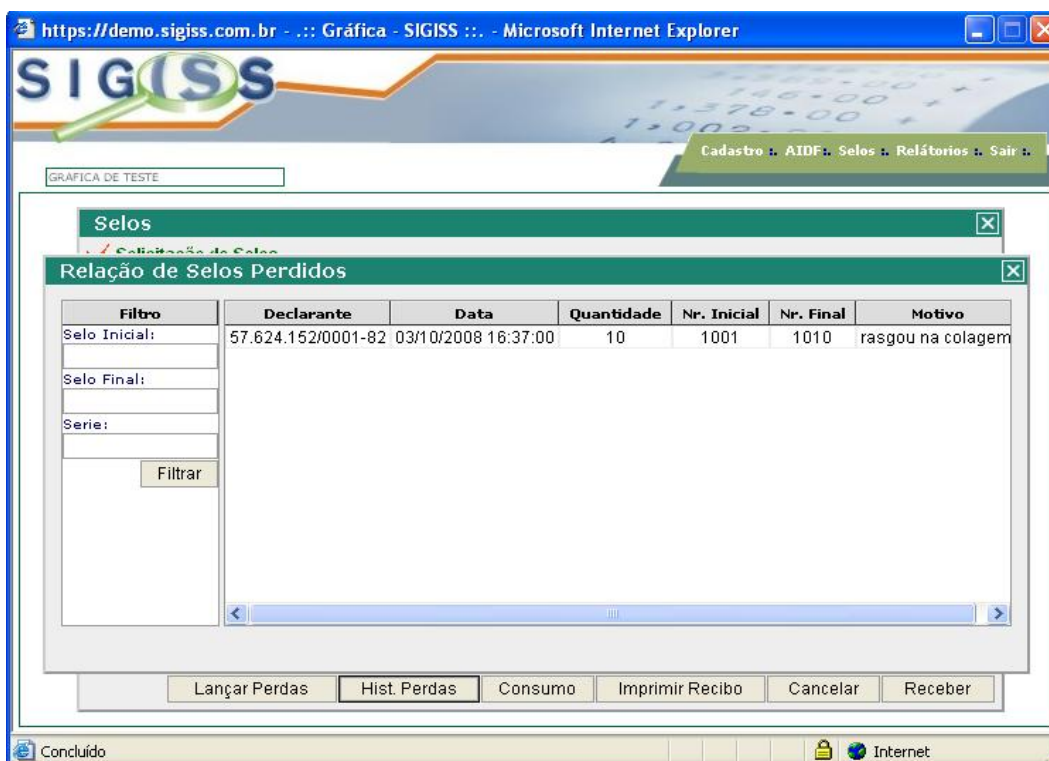 https://demo.sigiss.com.br - .:: Gráfica - SIGISS ::. - Microsoft Internet Explorer
SIGISS
Cadastro :. AIDF:. Selos :. Relátorios :. Sair :.
GRAFICA DE TESTE
Selos
Solicitação de Selos
Relação de Selos Perdidos
Filtro Declarante Data Quantidade Nr. Inicial Nr. Final Motivo
Selo Inicial: 57.624.152/0001-82 03/10/2008 16:37:00 10 1001 1010 rasgou na colagem
Selo Final:
Serie:
Filtrar
Lançar Perdas Hist. Perdas Consumo Imprimir Recibo Cancelar Receber
Concluído Internet